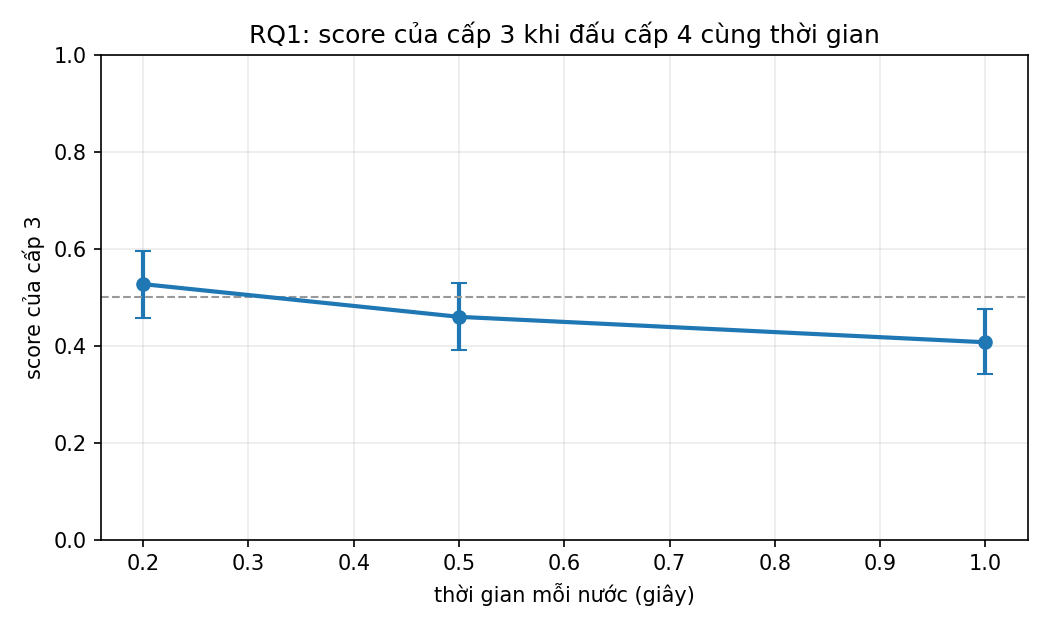 RQ1: score của cấp 3 khi đấu cấp 4 cùng thời gian
score của cấp 3
1.0
0.8
0.6
0.4
0.2
0.0
0.2 0.3 0.4 0.5 0.6 0.7 0.8 0.9 1.0
thời gian mỗi nước (giây)